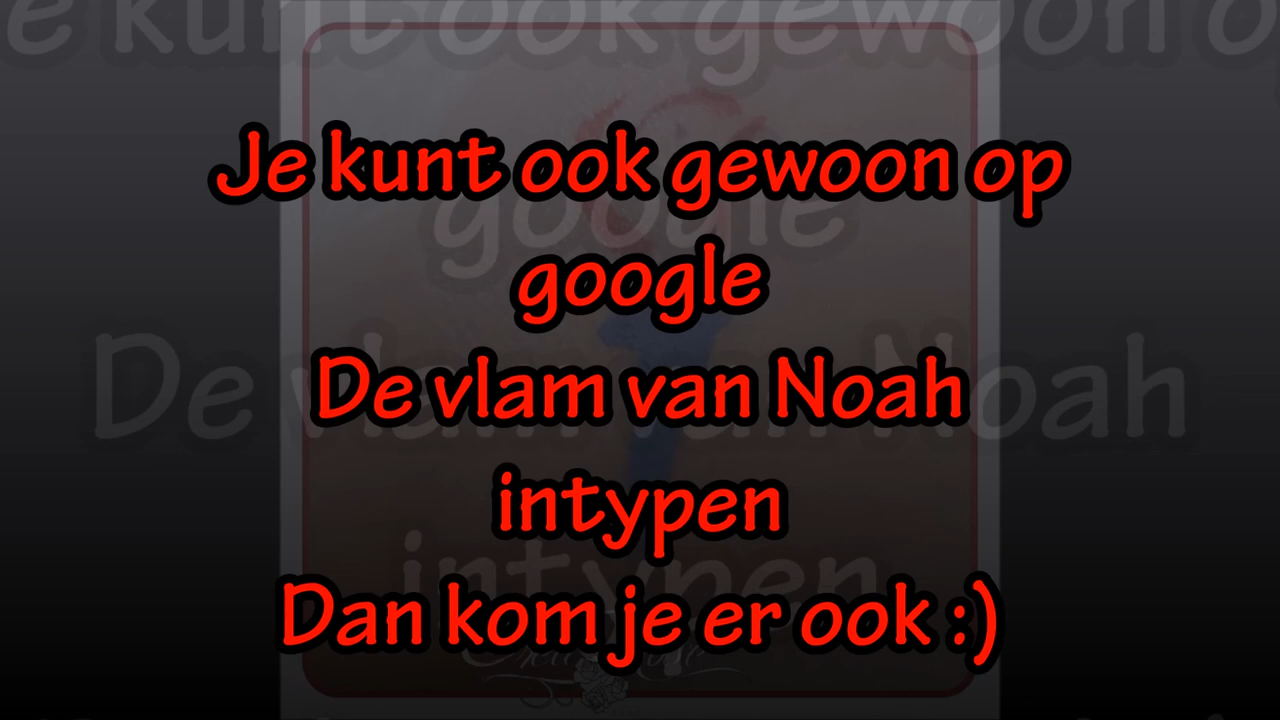 Je kunt ook gewoon op
google
De vlam van Noah
intypen
Dan kom je er ook :)